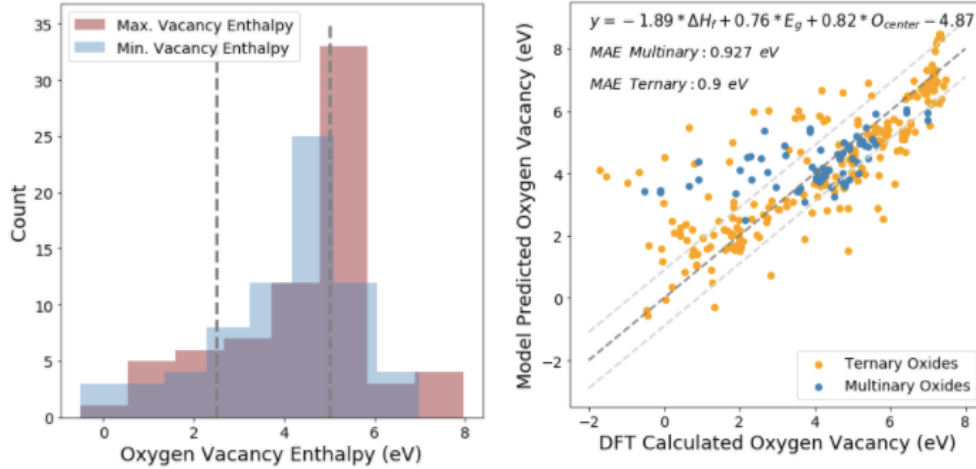 35
30
25
20
15
10
5
0
Count
Max. Vacancy Enthalpy
Min. Vacancy Enthalpy
0 2 4 6 8
Oxygen Vacancy Enthalpy (eV)
y = −1.89 * ΔH_f + 0.76 * E_g + 0.82 * O_center − 4.87
MAE Multinary : 0.927 eV
MAE Ternary : 0.9 eV
8
6
4
2
0
−2
Model Predicted Oxygen Vacancy (eV)
Ternary Oxides
Multinary Oxides
−2 0 2 4 6 8
DFT Calculated Oxygen Vacancy (eV)